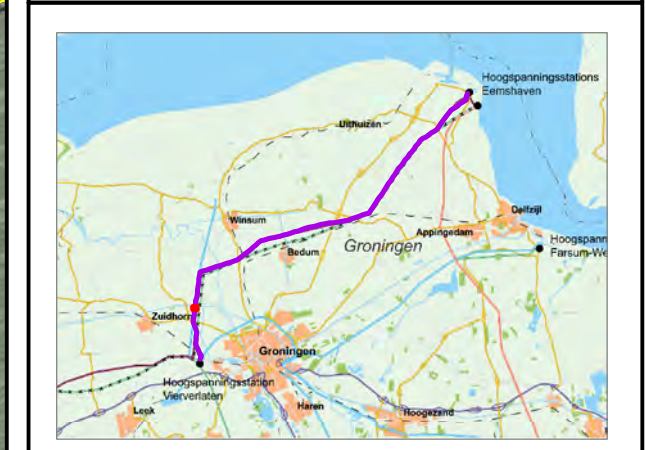 Hoogspanningsstations
Eemshaven
Uithuizen
Winsum
Delfzijl
Appingedam
Groningen
Bedum
Hoogspann
Farsum-We
Zuidhorn
Groningen
Hoogspanningsstation
Vierverlaten
Leek
Haren
Hoogezand